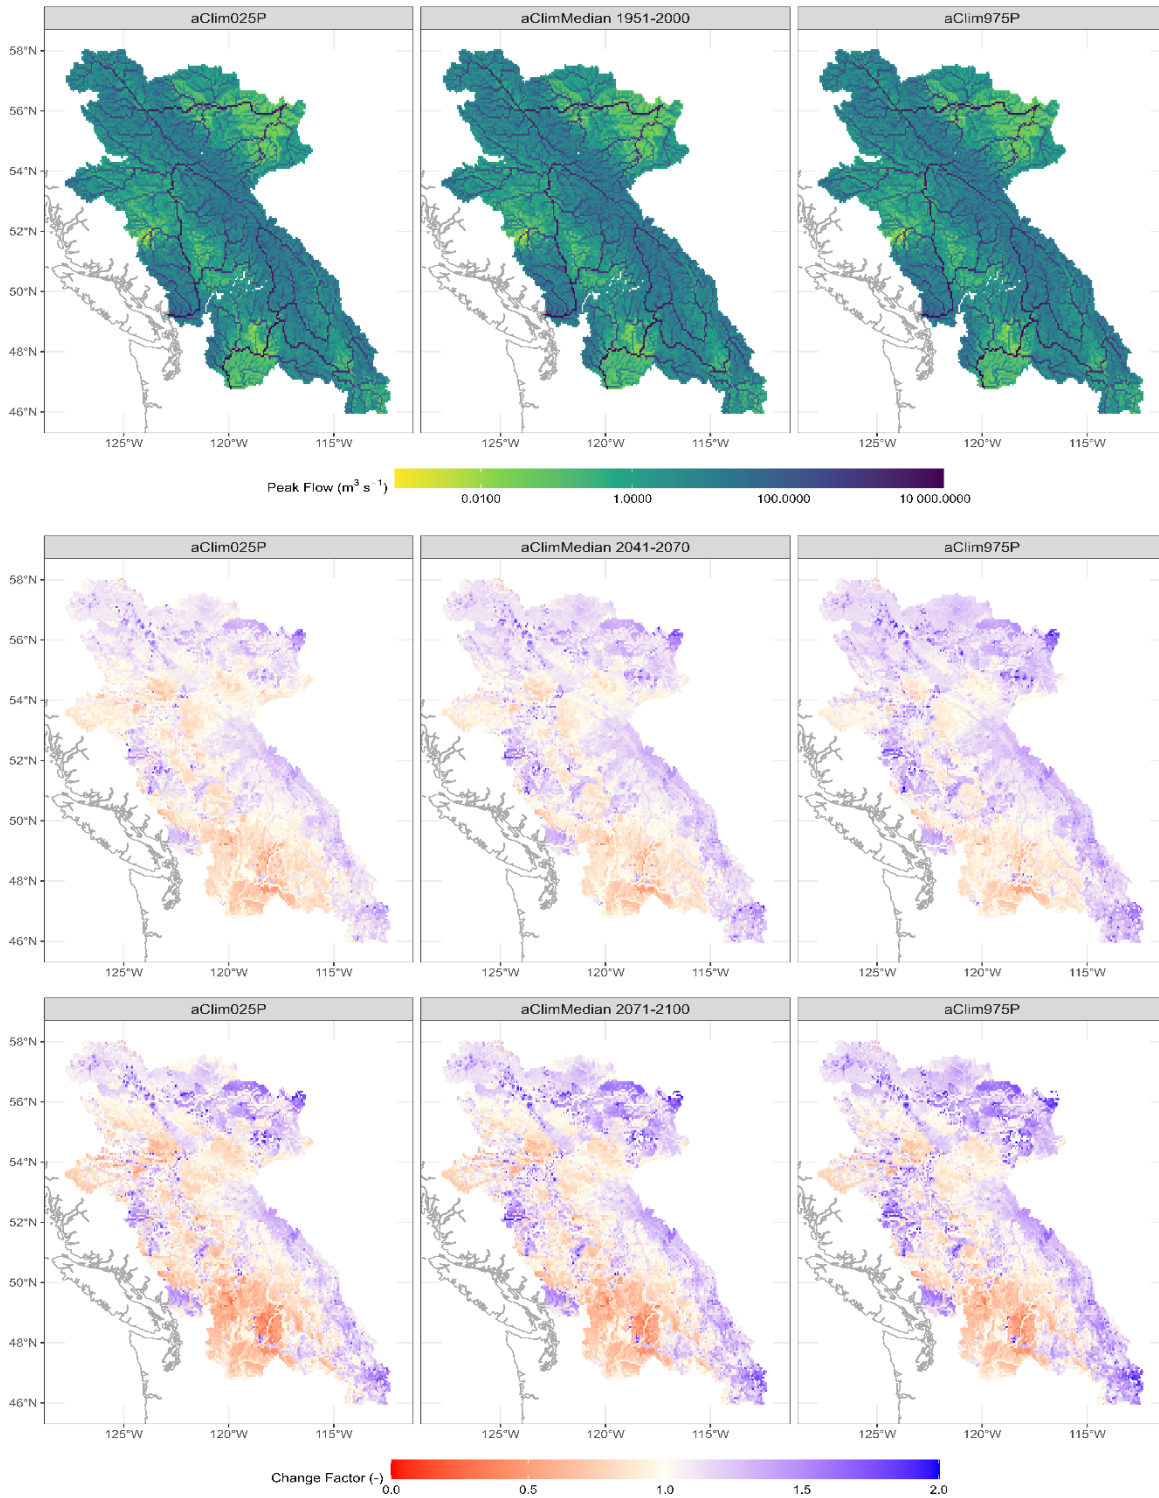 aClim025P aClimMedian 1951-2000 aClim975P
58°N
56°N
54°N
52°N
50°N
48°N
46°N
125°W 120°W 115°W 125°W 120°W 115°W 125°W 120°W 115°W
Peak Flow (m³ s⁻¹)
0.0100 1.0000 100.0000 10 000.0000
aClim025P aClimMedian 2041-2070 aClim975P
58°N
56°N
54°N
52°N
50°N
48°N
46°N
125°W 120°W 115°W 125°W 120°W 115°W 125°W 120°W 115°W
aClim025P aClimMedian 2071-2100 aClim975P
58°N
56°N
54°N
52°N
50°N
48°N
46°N
125°W 120°W 115°W 125°W 120°W 115°W 125°W 120°W 115°W
Change Factor (-)
0.0 0.5 1.0 1.5 2.0